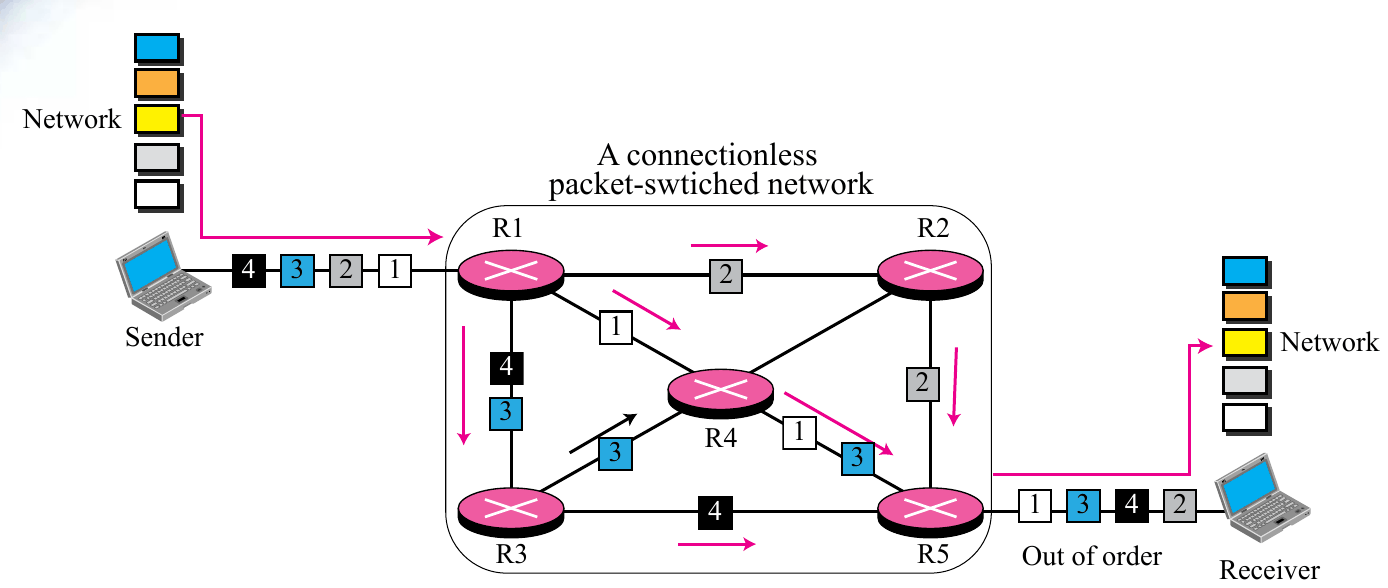 Network
A connectionless
packet-swtiched network
R1
R2
4 3 2 1
2
Sender
1
4
3
2
R4
Network
3
1
3
4
R3
R5
1 3 4 2
Out of order
Receiver